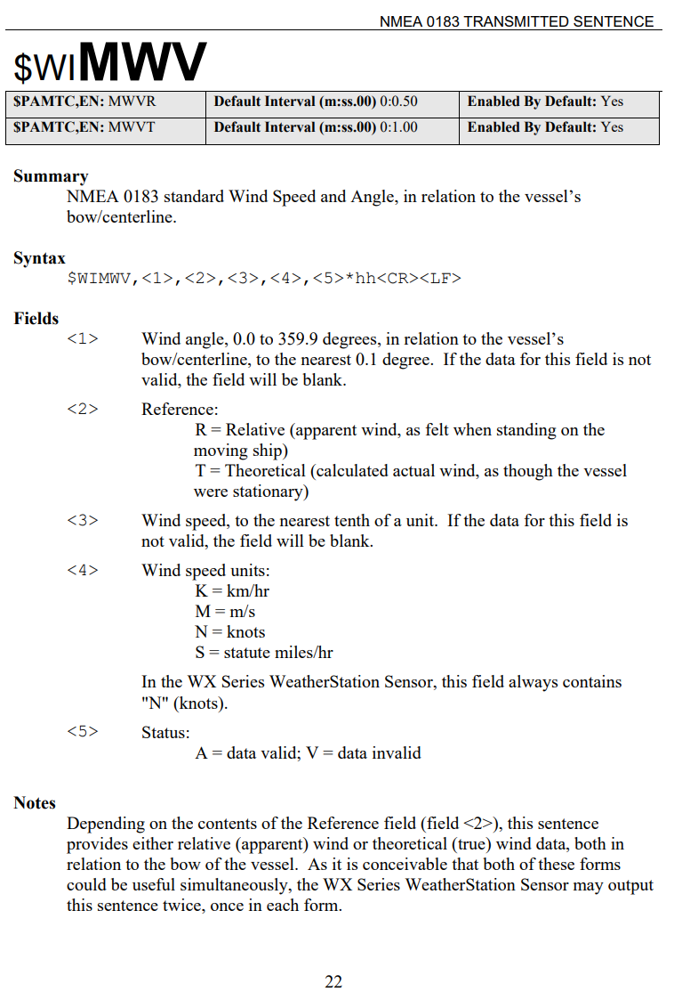 NMEA 0183 TRANSMITTED SENTENCE
$WIMWV
$PAMTC,EN: MWVR Default Interval (m:ss.00) 0:0.50 Enabled By Default: Yes
$PAMTC,EN: MWVT Default Interval (m:ss.00) 0:1.00 Enabled By Default: Yes
Summary
NMEA 0183 standard Wind Speed and Angle, in relation to the vessel’s
bow/centerline.
Syntax
$WIMWV,<1>,<2>,<3>,<4>,<5>*hh<CR><LF>
Fields
<1> Wind angle, 0.0 to 359.9 degrees, in relation to the vessel’s
bow/centerline, to the nearest 0.1 degree. If the data for this field is not
valid, the field will be blank.
<2> Reference:
R = Relative (apparent wind, as felt when standing on the
moving ship)
T = Theoretical (calculated actual wind, as though the vessel
were stationary)
<3> Wind speed, to the nearest tenth of a unit. If the data for this field is
not valid, the field will be blank.
<4> Wind speed units:
K = km/hr
M = m/s
N = knots
S = statute miles/hr
In the WX Series WeatherStation Sensor, this field always contains
"N" (knots).
<5> Status:
A = data valid; V = data invalid
Notes
Depending on the contents of the Reference field (field <2>), this sentence
provides either relative (apparent) wind or theoretical (true) wind data, both in
relation to the bow of the vessel. As it is conceivable that both of these forms
could be useful simultaneously, the WX Series WeatherStation Sensor may output
this sentence twice, once in each form.
22